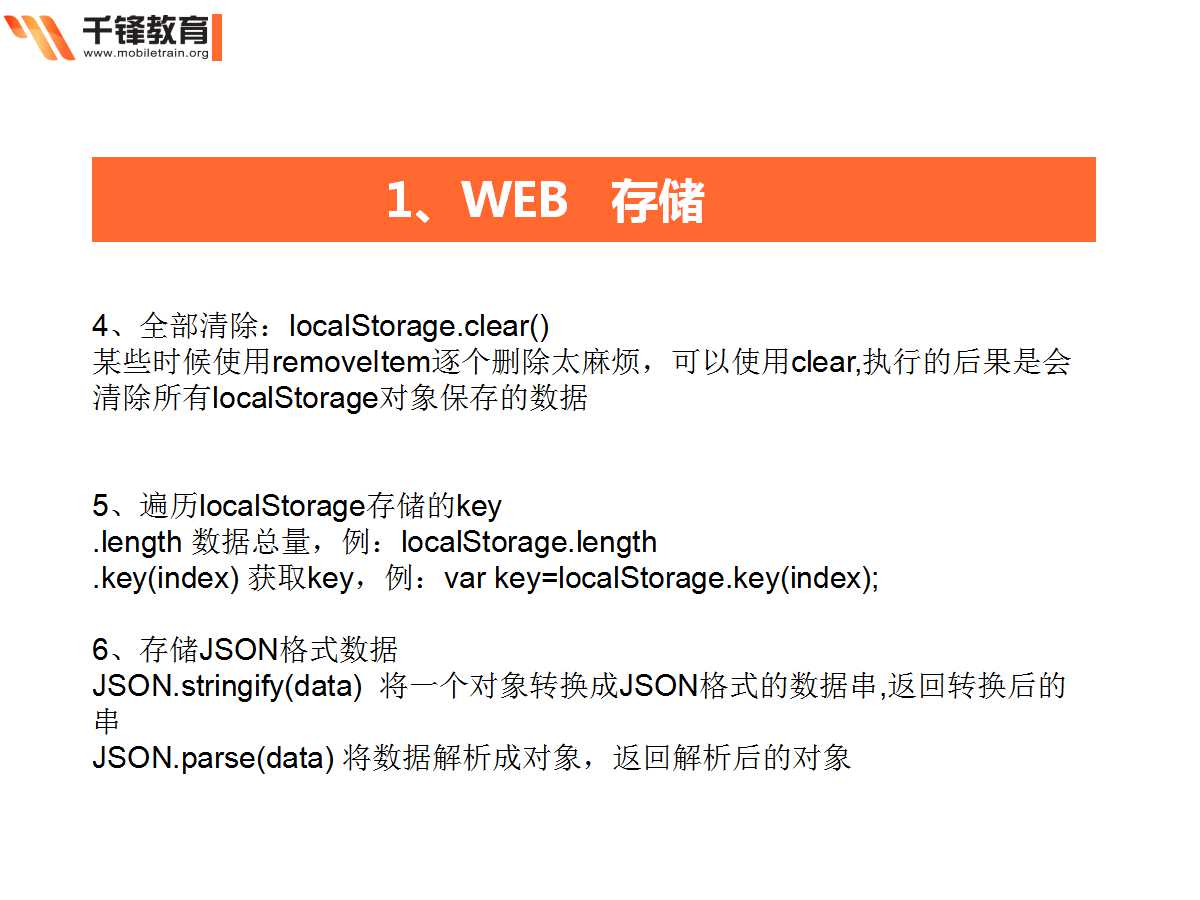 千锋教育
www.mobiletrain.org
1、WEB 存储
4、全部清除：localStorage.clear()
某些时候使用removeItem逐个删除太麻烦，可以使用clear,执行的后果是会
清除所有localStorage对象保存的数据
5、遍历localStorage存储的key
.length 数据总量，例：localStorage.length
.key(index) 获取key，例：var key=localStorage.key(index);
6、存储JSON格式数据
JSON.stringify(data) 将一个对象转换成JSON格式的数据串,返回转换后的
串
JSON.parse(data) 将数据解析成对象，返回解析后的对象